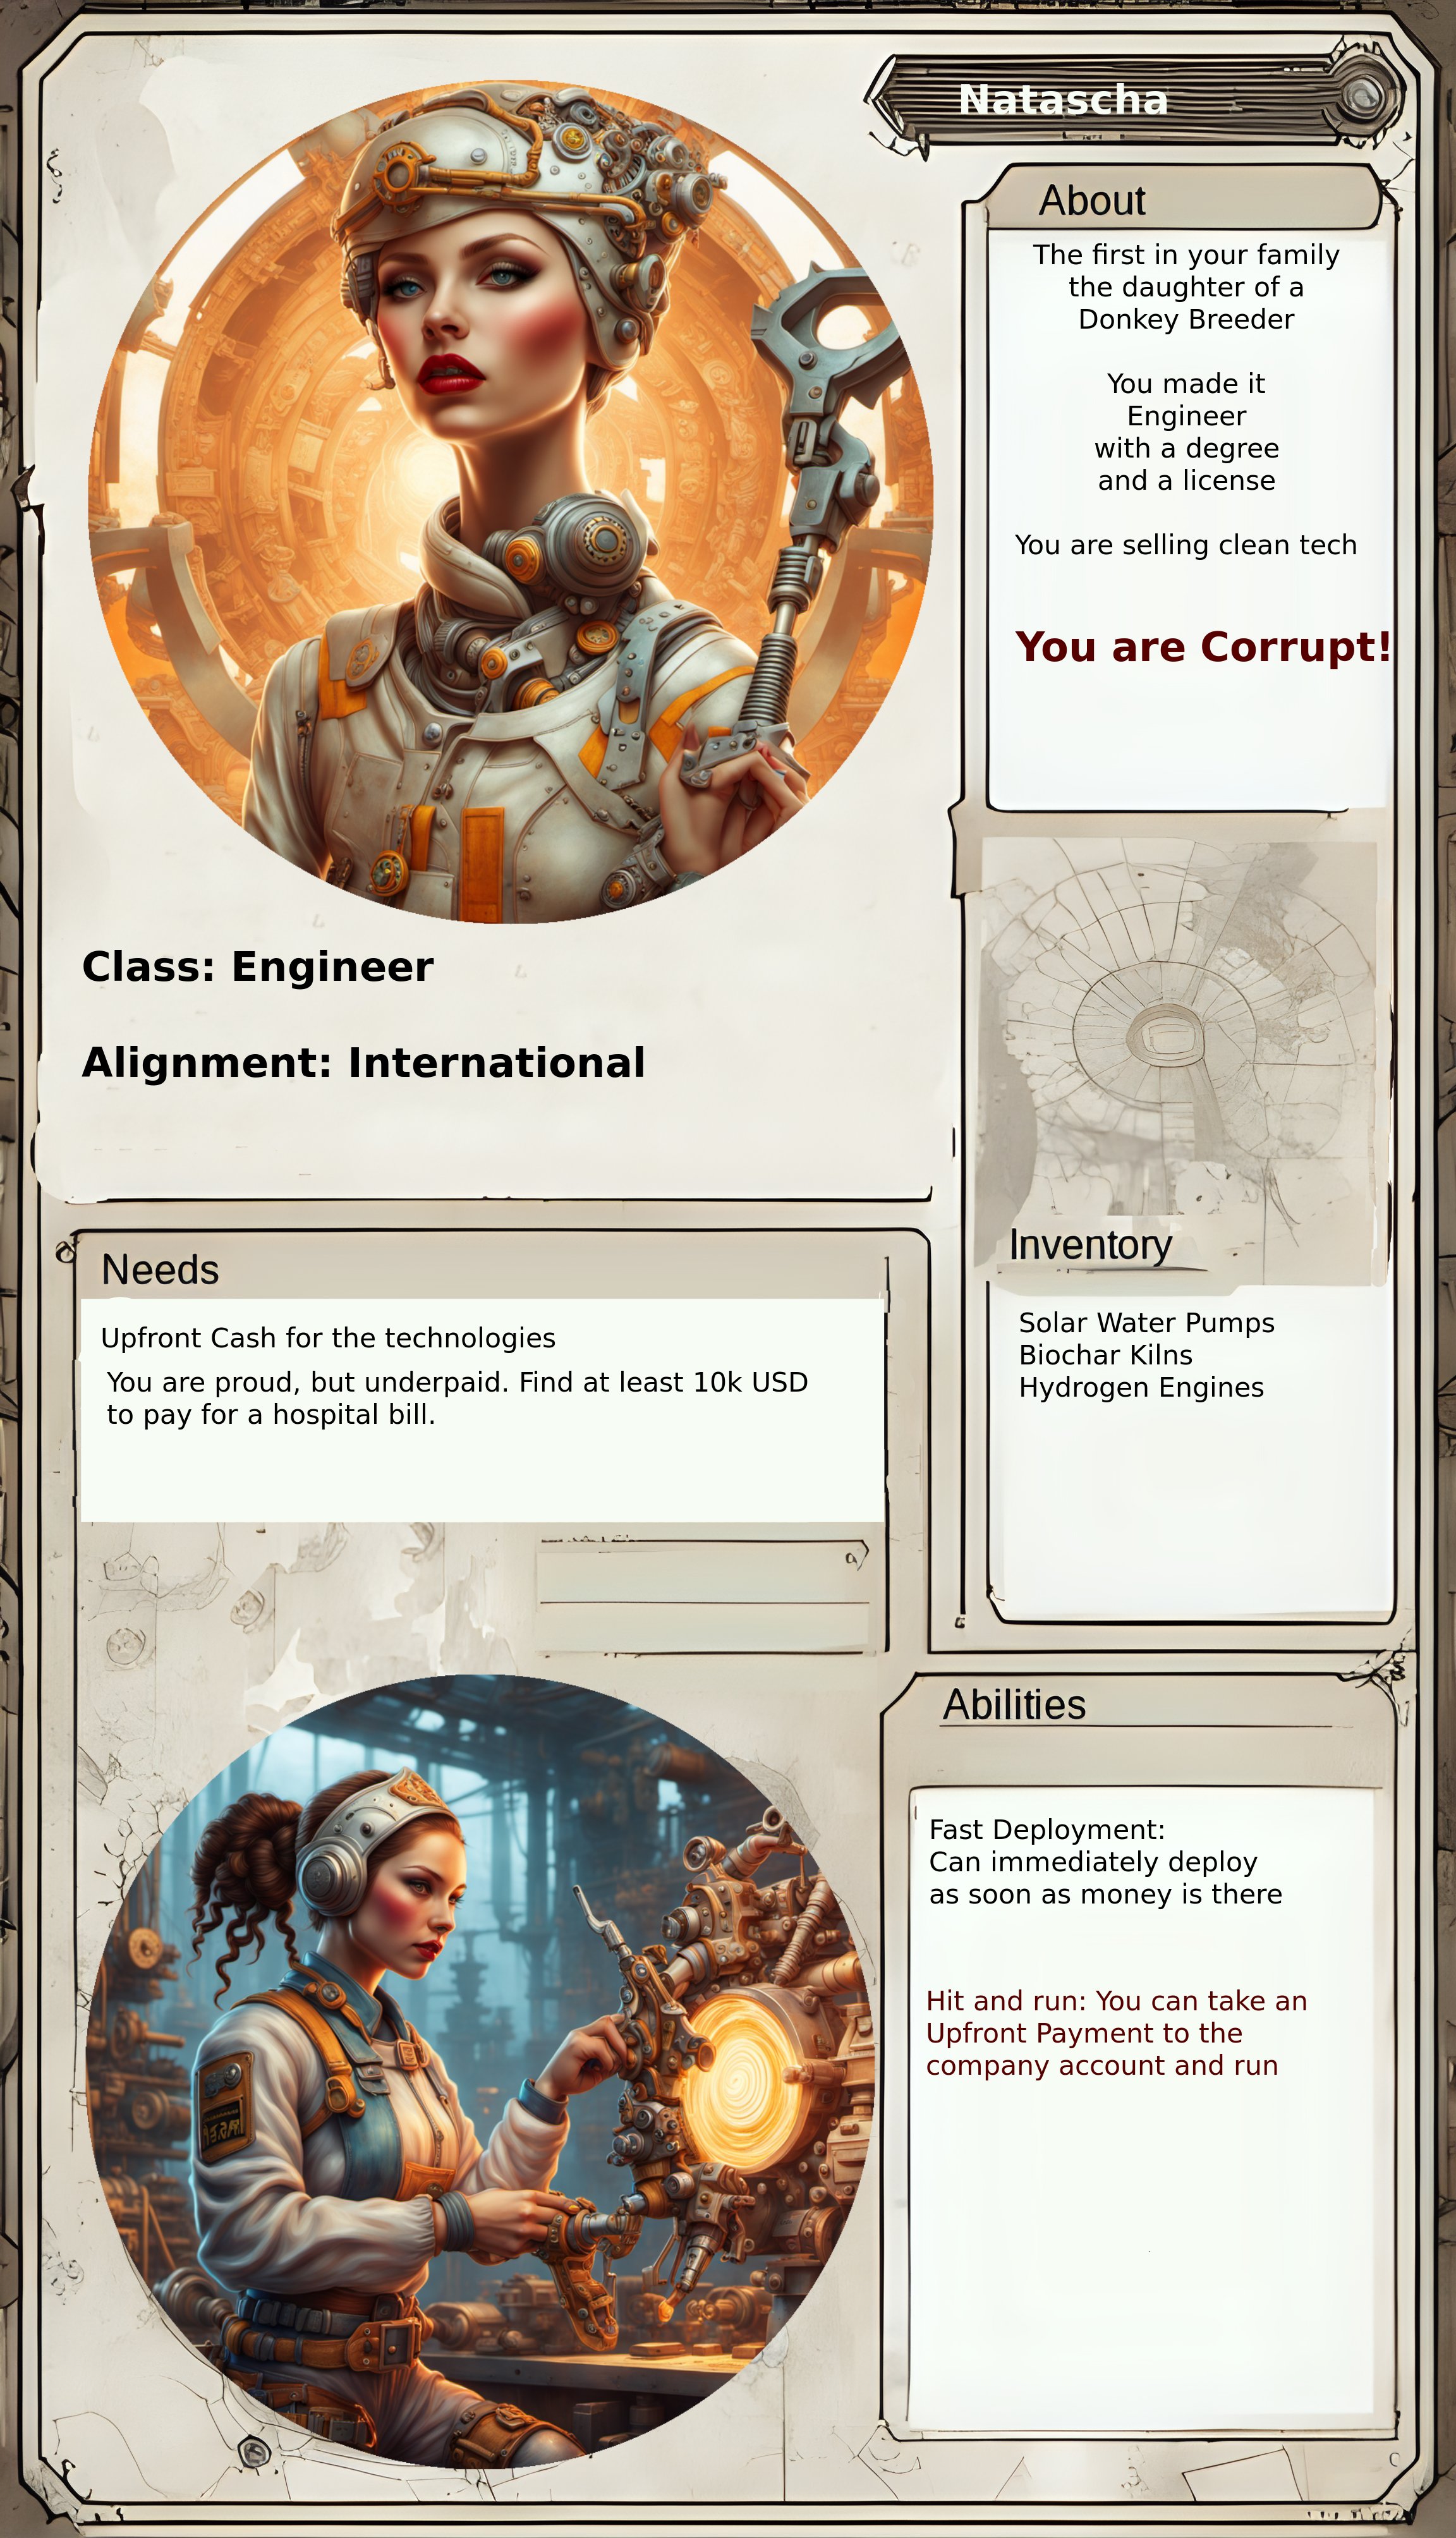 Natascha
About
The first in your family
the daughter of a
Donkey Breeder
You made it
Engineer
with a degree
and a license
You are selling clean tech
You are Corrupt!
Class: Engineer
Alignment: International
Needs
Upfront Cash for the technologies
You are proud, but underpaid. Find at least 10k USD
to pay for a hospital bill.
Inventory
Solar Water Pumps
Biochar Kilns
Hydrogen Engines
Abilities
Fast Deployment:
Can immediately deploy
as soon as money is there
Hit and run: You can take an
Upfront Payment to the
company account and run